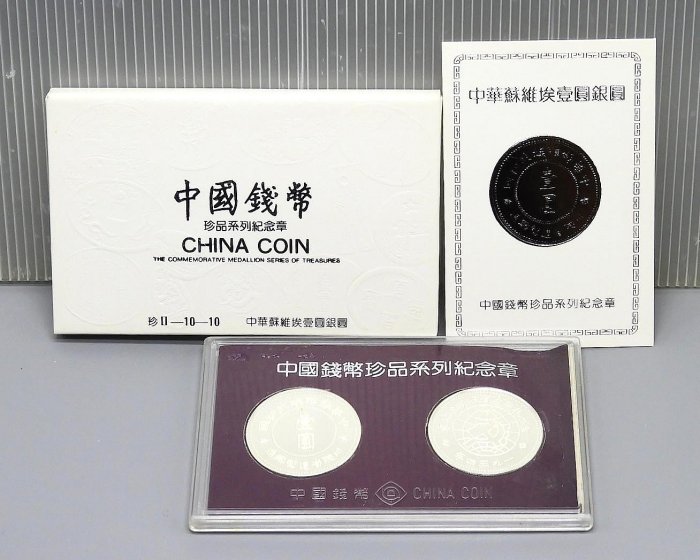 中國錢幣
珍品系列紀念章
CHINA COIN
THE COMMEMORATIVE MEDALLION SERIES OF TREASURES
珍 II—10—10 中華蘇維埃壹圓銀圓
中華蘇維埃壹圓銀圓
中國錢幣珍品系列紀念章
中國錢幣珍品系列紀念章
壹圓
中國錢幣 CHINA COIN